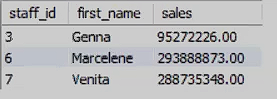 staff_id first_name sales
3 Genna 95272226.00
6 Marcelene 293888873.00
7 Venita 288735348.00